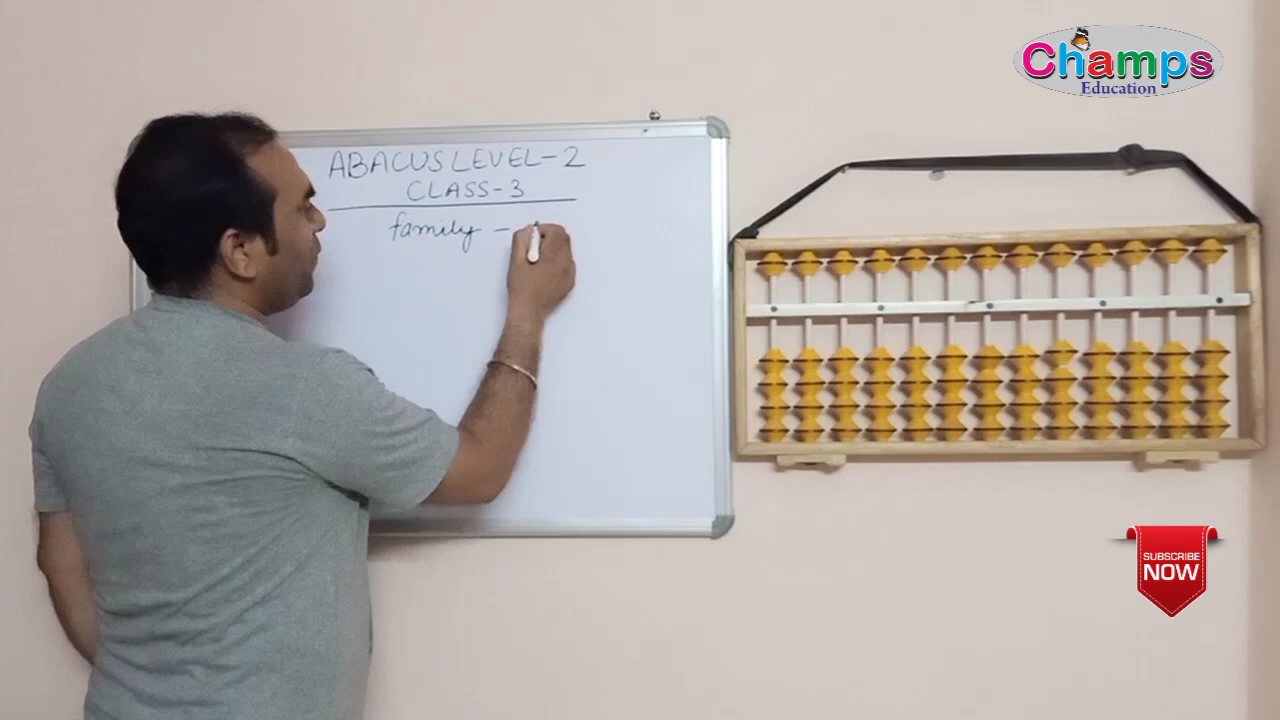 Champs
Education
ABACUS LEVEL-2
CLASS-3
family -
SUBSCRIBE
NOW